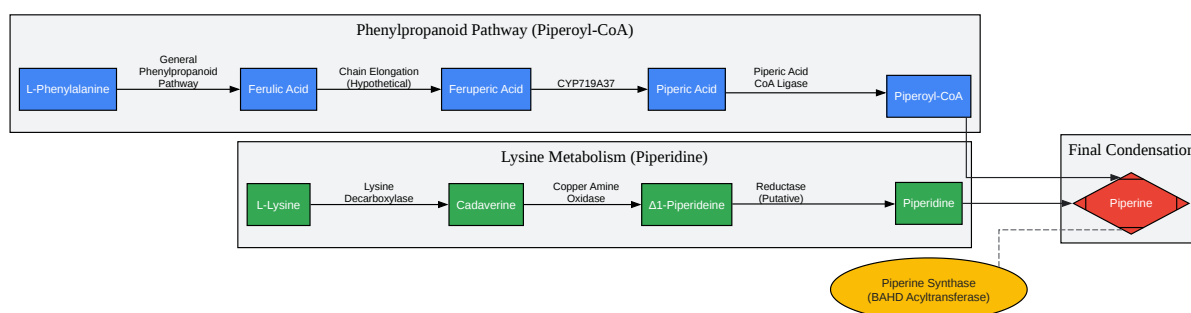 Phenylpropanoid Pathway (Piperoyl-CoA)
L-Phenylalanine
General
Phenylpropanoid
Pathway
Ferulic Acid
Chain Elongation
(Hypothetical)
Feruperic Acid
CYP719A37
Piperic Acid
Piperic Acid
CoA Ligase
Piperoyl-CoA
Lysine Metabolism (Piperidine)
L-Lysine
Lysine
Decarboxylase
Cadaverine
Copper Amine
Oxidase
Δ1-Piperideine
Reductase
(Putative)
Piperidine
Final Condensation
Piperine
Piperine Synthase
(BAHD Acyltransferase)